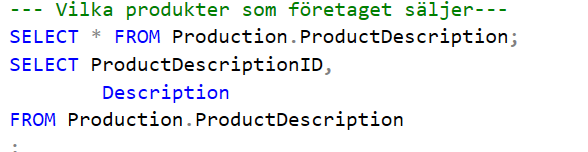 --- Vilka produkter som företaget säljer---
SELECT * FROM Production.ProductDescription;
SELECT ProductDescriptionID,
Description
FROM Production.ProductDescription
;